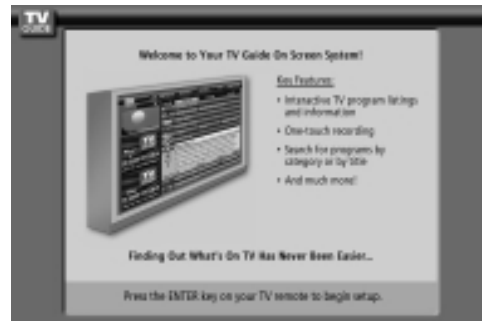 TV
GUIDE
Welcome to Your TV Guide On Screen System!
Key Features:
• Interactive TV program listings
and information
• One-touch recording
• Search for programs by
category or by title
• And much more!
Finding Out What's On TV Has Never Been Easier...
Press the ENTER key on your TV remote to begin setup.